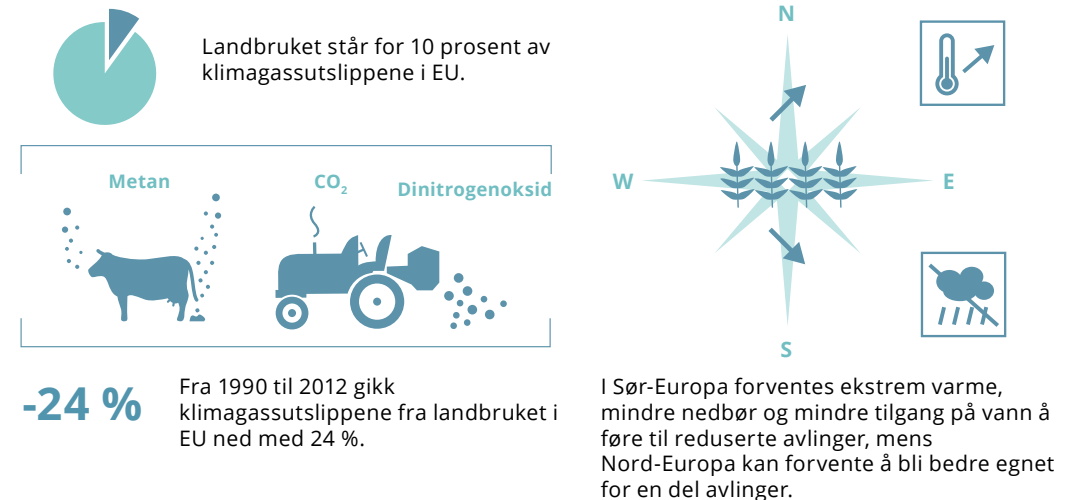 Landbruket står for 10 prosent av
klimagassutslippene i EU.
Metan
CO₂
Dinitrogenoksid
-24 %
Fra 1990 til 2012 gikk
klimagassutslippene fra landbruket i
EU ned med 24 %.
N
W
E
S
I Sør-Europa forventes ekstrem varme,
mindre nedbør og mindre tilgang på vann å
føre til reduserte avlinger, mens
Nord-Europa kan forvente å bli bedre egnet
for en del avlinger.